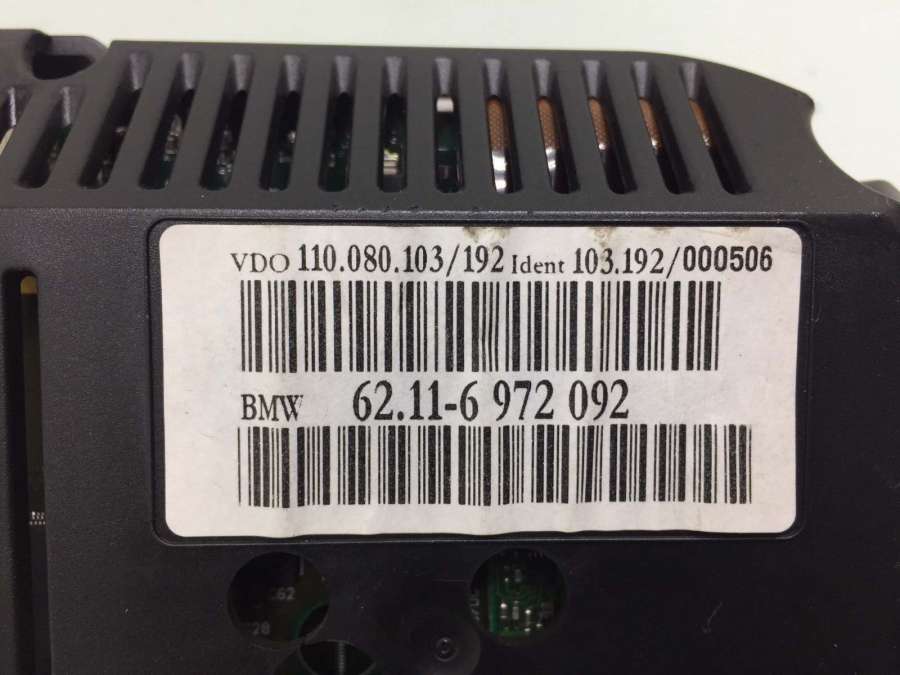 VDO 110.080.103/192 Ident 103.192/000506
BMW 62.11-6 972 092